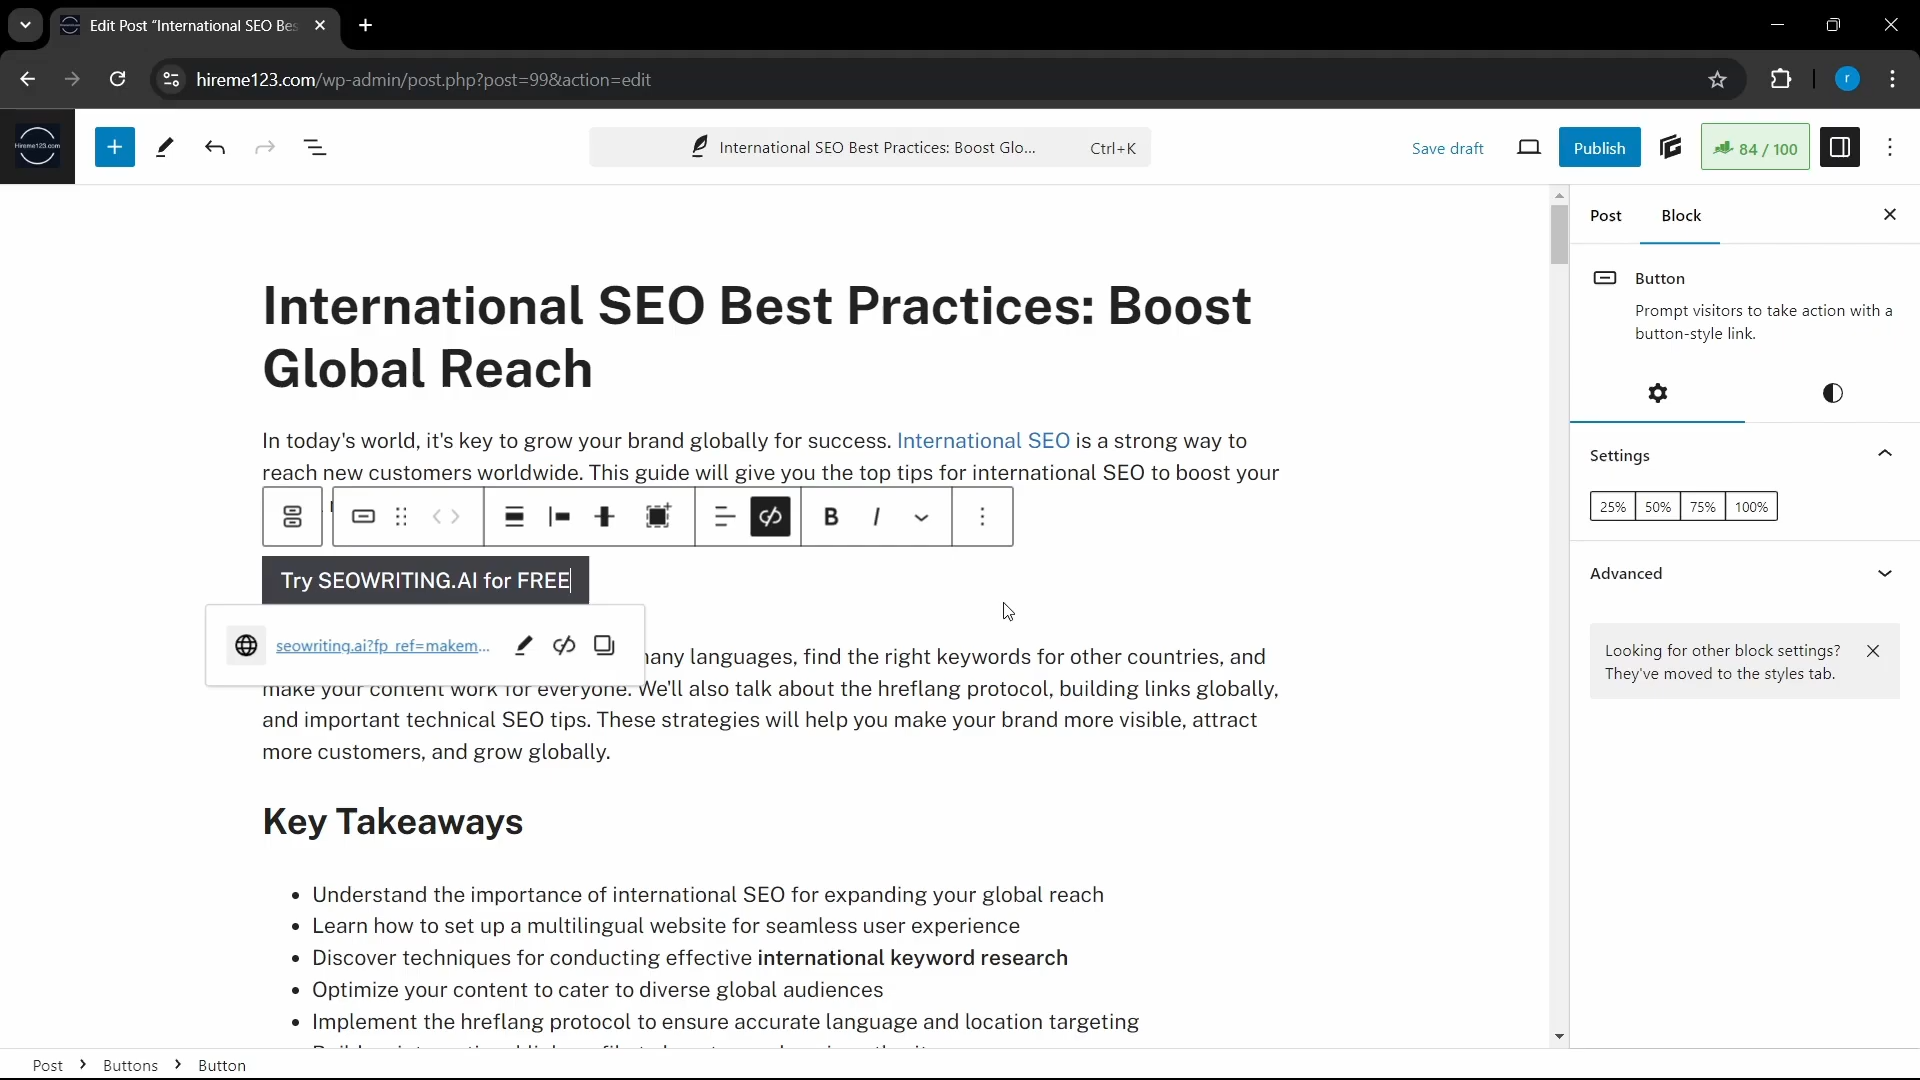 Edit Post “International SEO Bes
hireme123.com/wp-admin/post.php?post=99&action=edit
r
Hireme123.com
International SEO Best Practices: Boost Glo... Ctrl+K
Save draft
Publish
84 / 100
Post Block
Button
Prompt visitors to take action with a
button-style link.
Settings
25% 50% 75% 100%
Advanced
Looking for other block settings?
They've moved to the styles tab.
International SEO Best Practices: Boost
Global Reach
In today's world, it's key to grow your brand globally for success. International SEO is a strong way to
reach new customers worldwide. This guide will give you the top tips for international SEO to boost your
B I
Try SEOWRITING.AI for FREE
seowriting.ai?fp_ref=makem...
any languages, find the right keywords for other countries, and
make your content work for everyone. We'll also talk about the hreflang protocol, building links globally,
and important technical SEO tips. These strategies will help you make your brand more visible, attract
more customers, and grow globally.
Key Takeaways
• Understand the importance of international SEO for expanding your global reach
• Learn how to set up a multilingual website for seamless user experience
• Discover techniques for conducting effective international keyword research
• Optimize your content to cater to diverse global audiences
• Implement the hreflang protocol to ensure accurate language and location targeting
Post › Buttons › Button